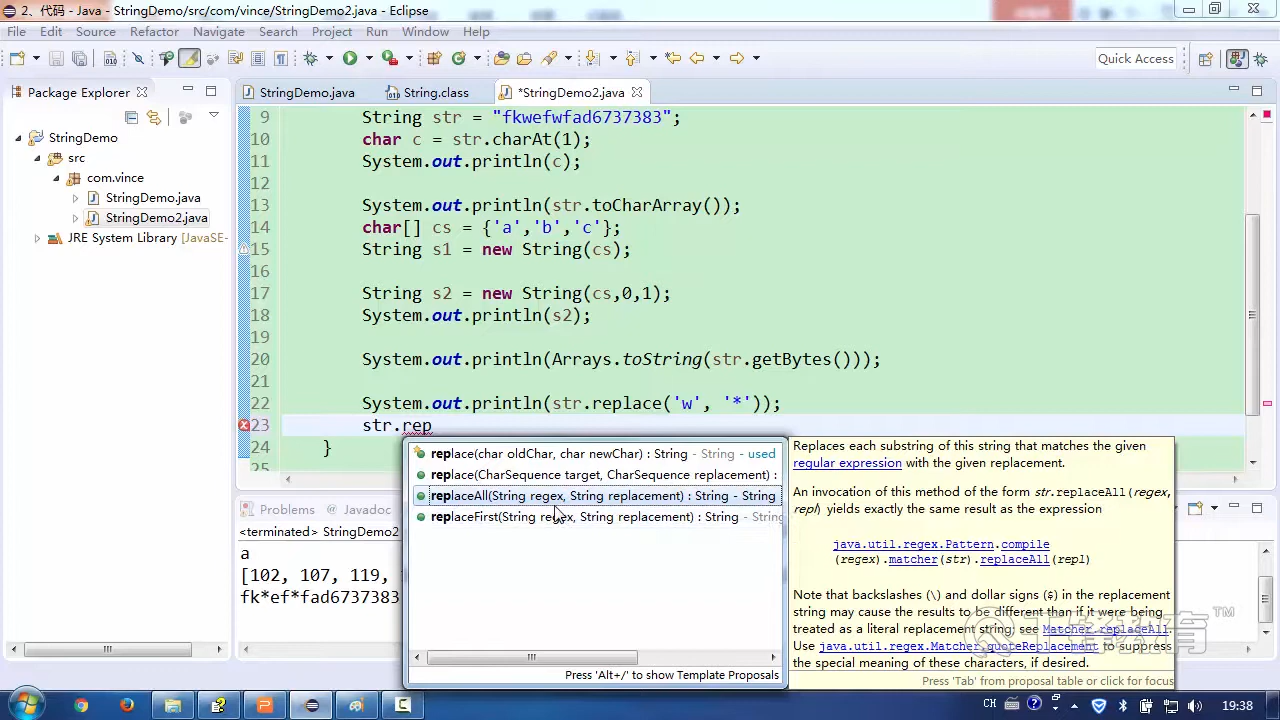 2、代码 - Java - StringDemo/src/com/vince/StringDemo2.java - Eclipse
File Edit Source Refactor Navigate Search Project Run Window Help
Quick Access
Package Explorer
StringDemo.java String.class *StringDemo2.java
StringDemo
src
com.vince
StringDemo.java
StringDemo2.java
JRE System Library [JavaSE-
9 String str = "fkwefwfad6737383";
10 char c = str.charAt(1);
11 System.out.println(c);
12
13 System.out.println(str.toCharArray());
14 char[] cs = {'a','b','c'};
15 String s1 = new String(cs);
16
17 String s2 = new String(cs,0,1);
18 System.out.println(s2);
19
20 System.out.println(Arrays.toString(str.getBytes()));
21
22 System.out.println(str.replace('w', '*'));
23 str.rep
24 }
25
replace(char oldChar, char newChar) : String - String - used
replace(CharSequence target, CharSequence replacement) :
replaceAll(String regex, String replacement) : String - String
replaceFirst(String regex, String replacement) : String - String
Press 'Alt+/' to show Template Proposals
Replaces each substring of this string that matches the given
regular expression with the given replacement.
An invocation of this method of the form str.replaceAll(regex,
repl) yields exactly the same result as the expression
java.util.regex.Pattern.compile
(regex).matcher(str).replaceAll(repl)
Note that backslashes (\) and dollar signs ($) in the replacement
string may cause the results to be different than if it were being
treated as a literal replacement string; see Matcher.replaceAll.
Use java.util.regex.Matcher.quoteReplacement to suppress
the special meaning of these characters, if desired.
Press 'Tab' from proposal table or click for focus
Problems @ Javadoc
<terminated> StringDemo2
a
[102, 107, 119,
fk*ef*fad6737383
CH
19:38